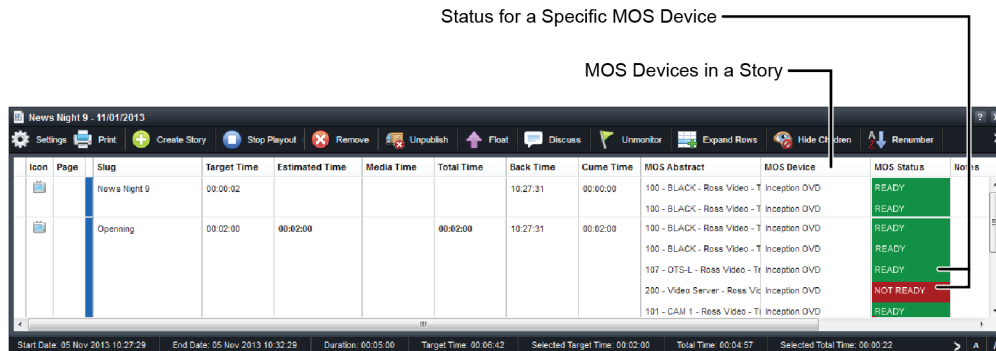 Status for a Specific MOS Device
MOS Devices in a Story
News Night 9 - 11/01/2013
Settings Print Create Story Stop Playout Remove Unpublish Float Discuss Unmonitor Expand Rows Hide Children Renumber
Icon Page Slug Target Time Estimated Time Media Time Total Time Back Time Cume Time MOS Abstract MOS Device MOS Status Notes
News Night 9 00:00:02 10:27:31 00:00:00 100 - BLACK - Ross Video - T Inception OVD READY
100 - BLACK - Ross Video - T Inception OVD READY
Openning 00:02:00 00:02:00 00:02:00 10:27:31 00:02:00 100 - BLACK - Ross Video - T Inception OVD READY
100 - BLACK - Ross Video - T Inception OVD READY
107 - OTS-L - Ross Video - Tr Inception OVD READY
200 - Video Server - Ross Vid Inception OVD NOT READY
101 - CAM 1 - Ross Video - Tr Inception OVD READY
Start Date: 05 Nov 2013 10:27:29 End Date: 05 Nov 2013 10:32:29 Duration: 00:05:00 Target Time: 00:06:42 Selected Target Time: 00:02:00 Total Time: 00:04:57 Selected Total Time: 00:00:22 > A